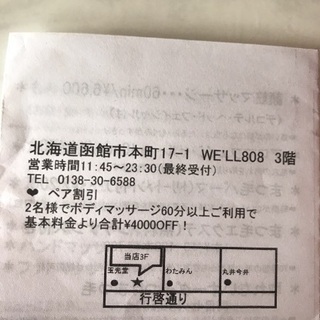 北海道函館市本町17-1 WE'LL808 3階
営業時間11:45~23:30(最終受付)
TEL 0138-30-6588
❤ ペア割引
2名様でボディマッサージ60分以上ご利用で
基本料金より合計¥4000OFF!
当店3F
玉光堂 ★ わたみん 丸井今井
行啓通り